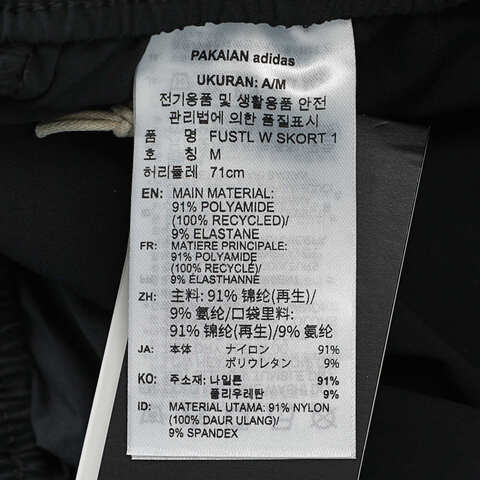 PAKAIAN adidas
UKURAN: A/M
전기용품 및 생활용품 안전
관리법에 의한 품질표시
품 명 FUSTL W SKORT 1
호 칭 M
허리둘레 71cm
EN: MAIN MATERIAL:
91% POLYAMIDE
(100% RECYCLED)/
9% ELASTANE
FR: MATIERE PRINCIPALE:
91% POLYAMIDE
(100% RECYCLÉ)/
9% ELASTHANNE
ZH: 主料: 91% 锦纶(再生)/
9% 氨纶/口袋里料:
91% 锦纶(再生)/9% 氨纶
JA: 本体 ナイロン 91%
ポリウレタン 9%
KO: 주소재: 나일론 91%
폴리우레탄 9%
ID: MATERIAL UTAMA: 91% NYLON
(100% DAUR ULANG)/
9% SPANDEX